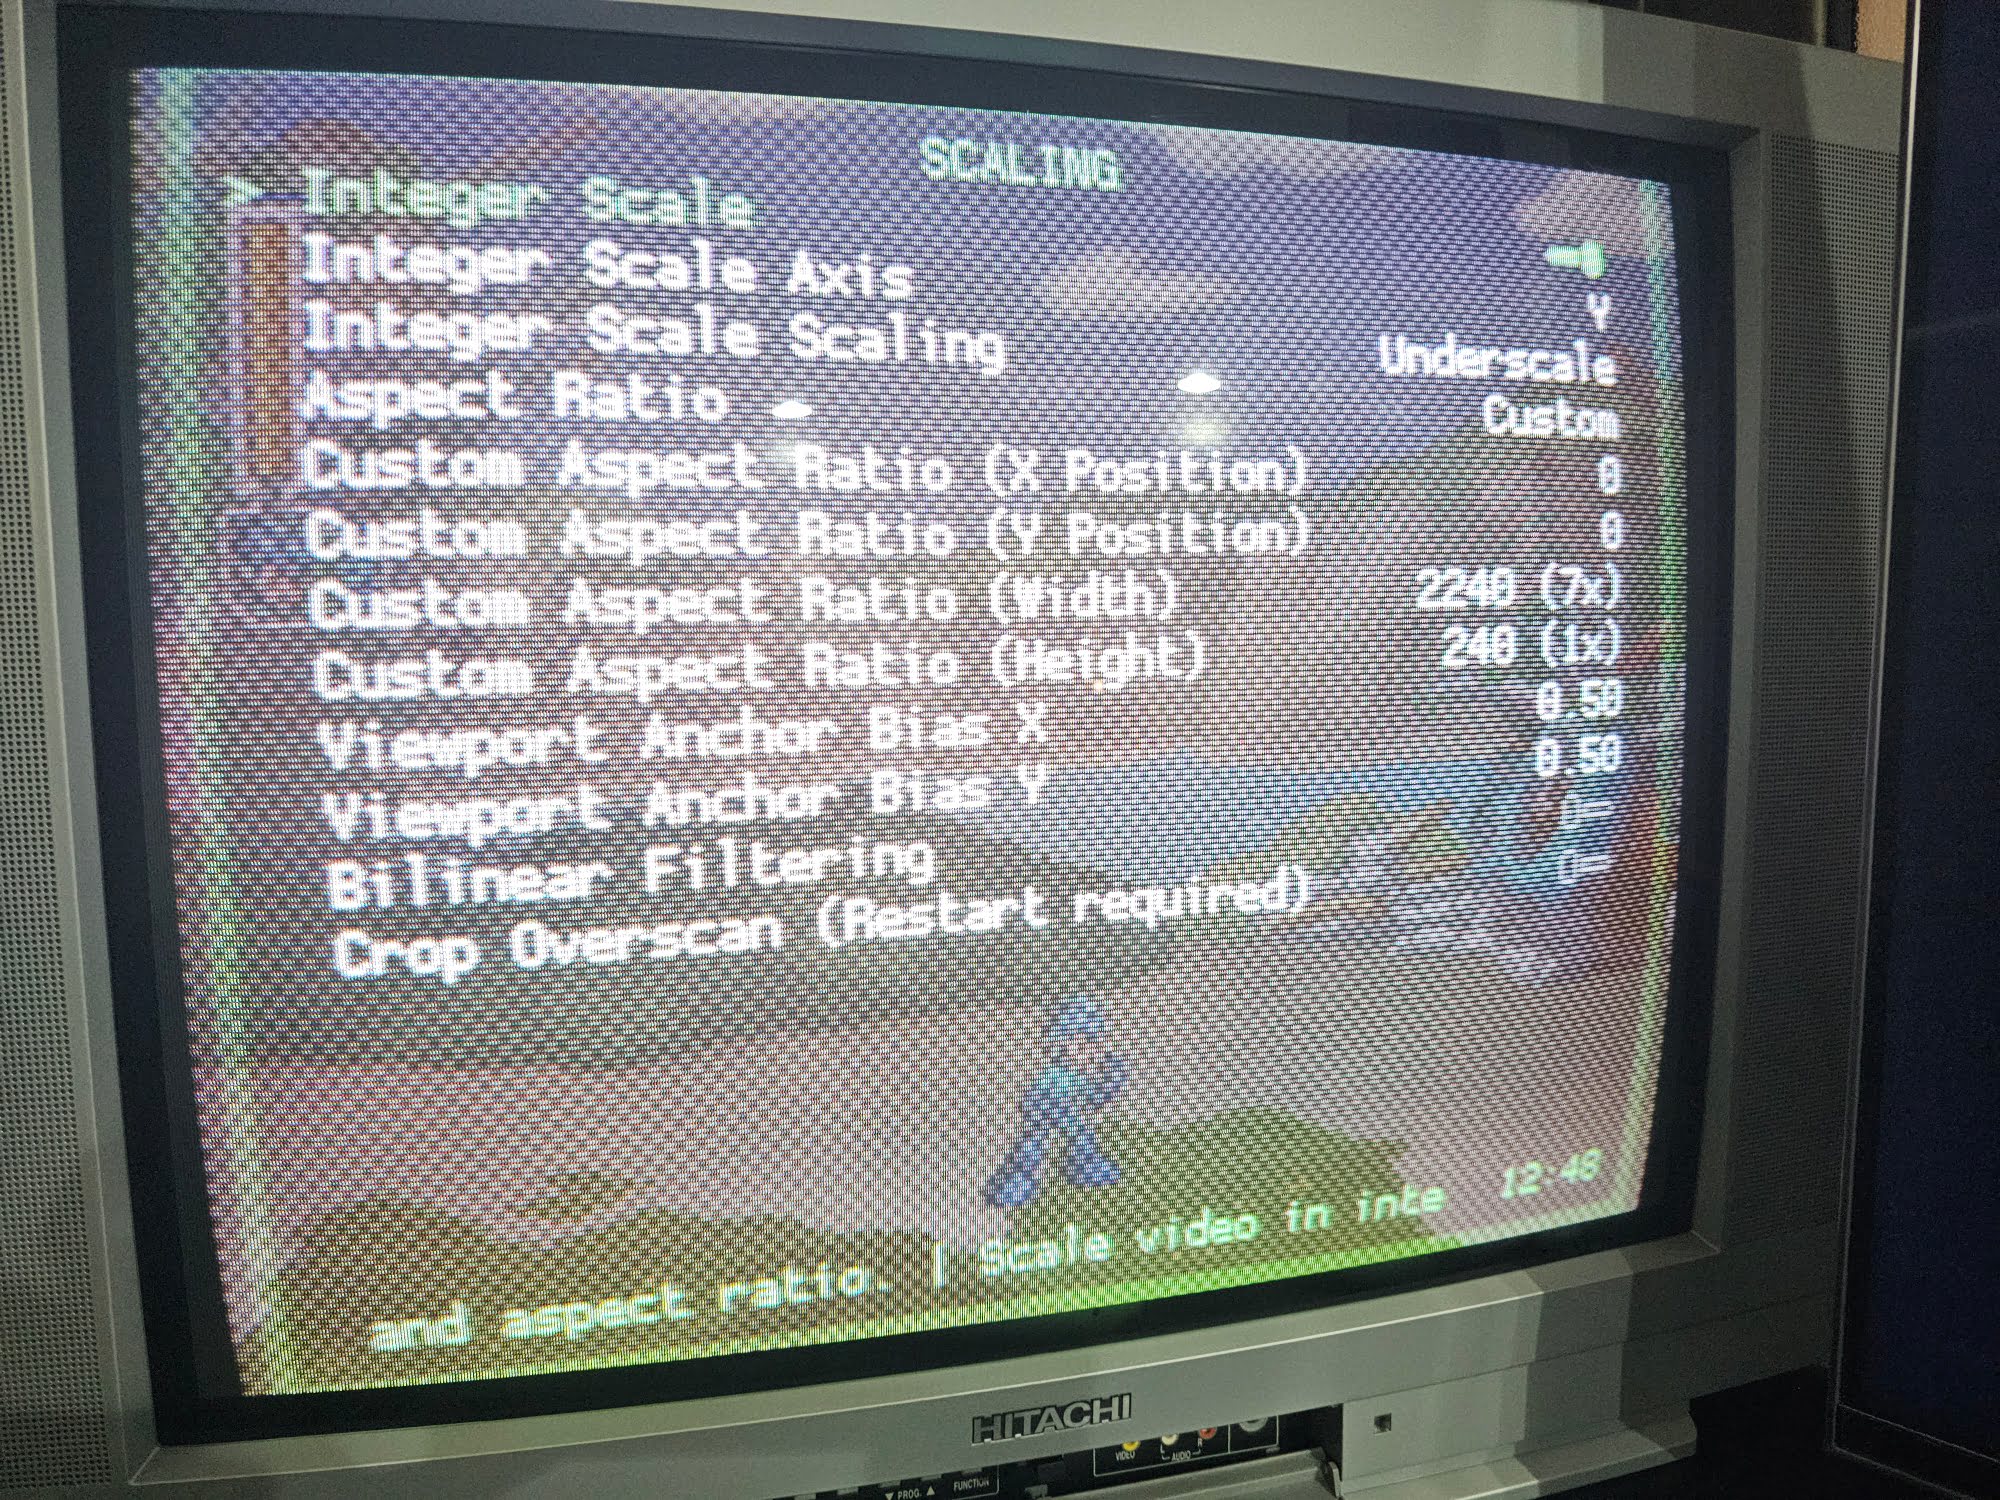 SCALING
> Integer Scale
Integer Scale Axis Y
Integer Scale Scaling Underscale
Aspect Ratio Custom
Custom Aspect Ratio (X Position) 0
Custom Aspect Ratio (Y Position) 0
Custom Aspect Ratio (Width) 2240 (7x)
Custom Aspect Ratio (Height) 240 (1x)
Viewport Anchor Bias X 0.50
Viewport Anchor Bias Y 0.50
Bilinear Filtering
Crop Overscan (Restart required)
and aspect ratio. | Scale video in inte 12:48
HITACHI
VIDEO L-AUDIO-R
▼ PROG. ▲ FUNCTION